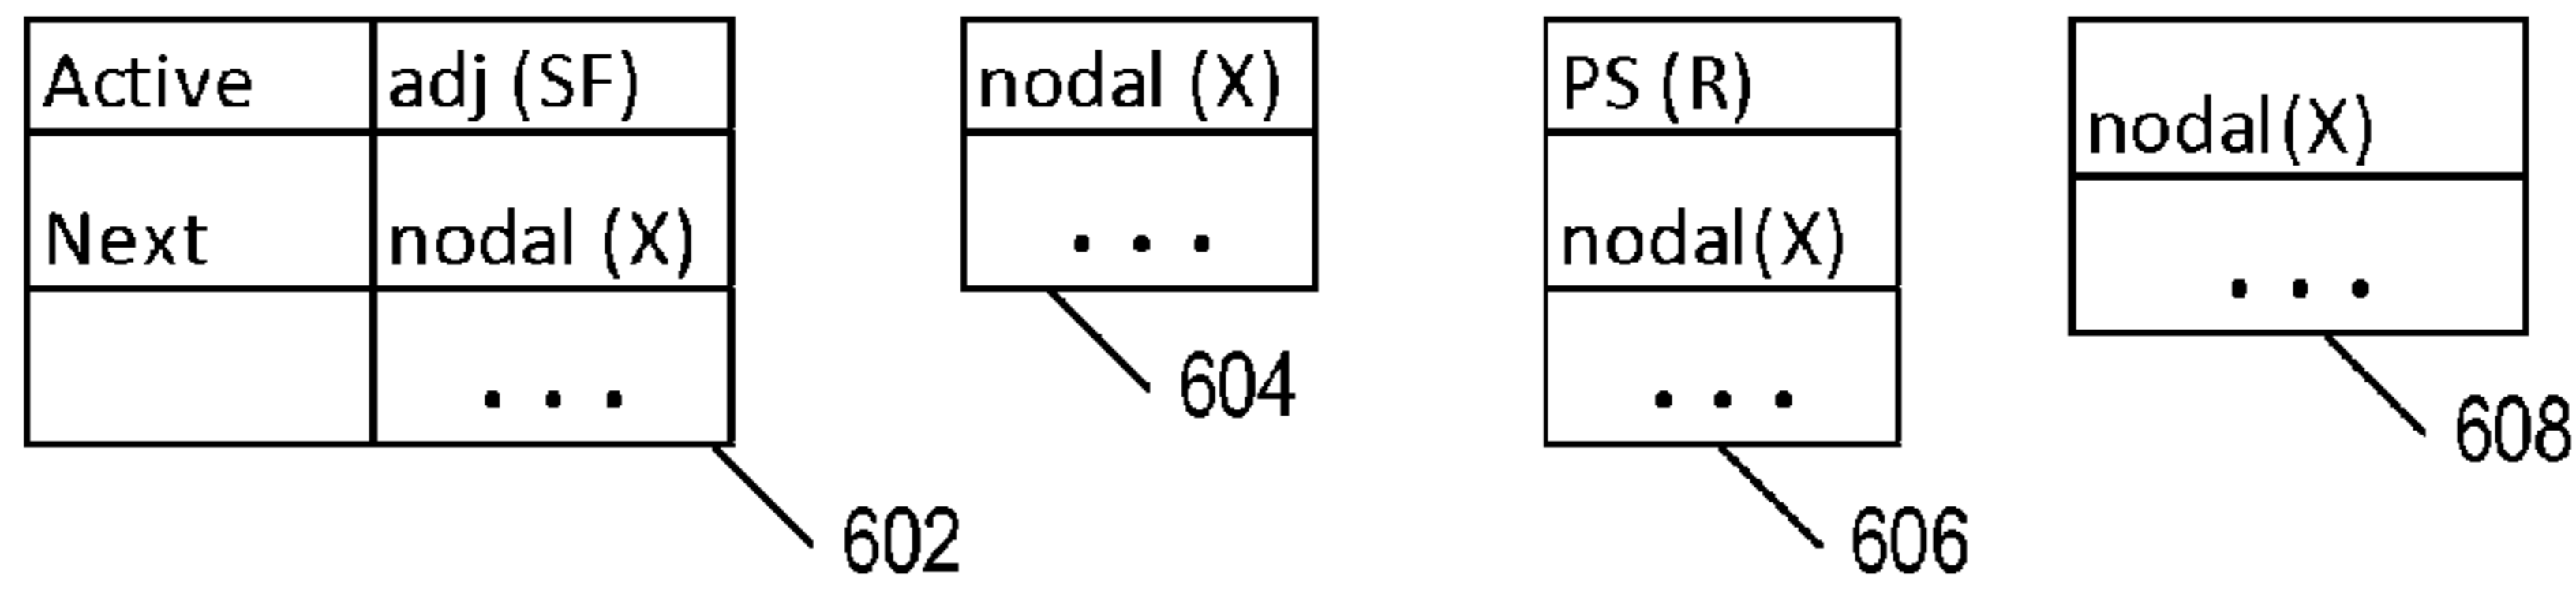 Active adj (SF)
Next nodal (X)
. . .
602
nodal (X)
. . .
604
PS (R)
nodal(X)
. . .
606
nodal(X)
. . .
608